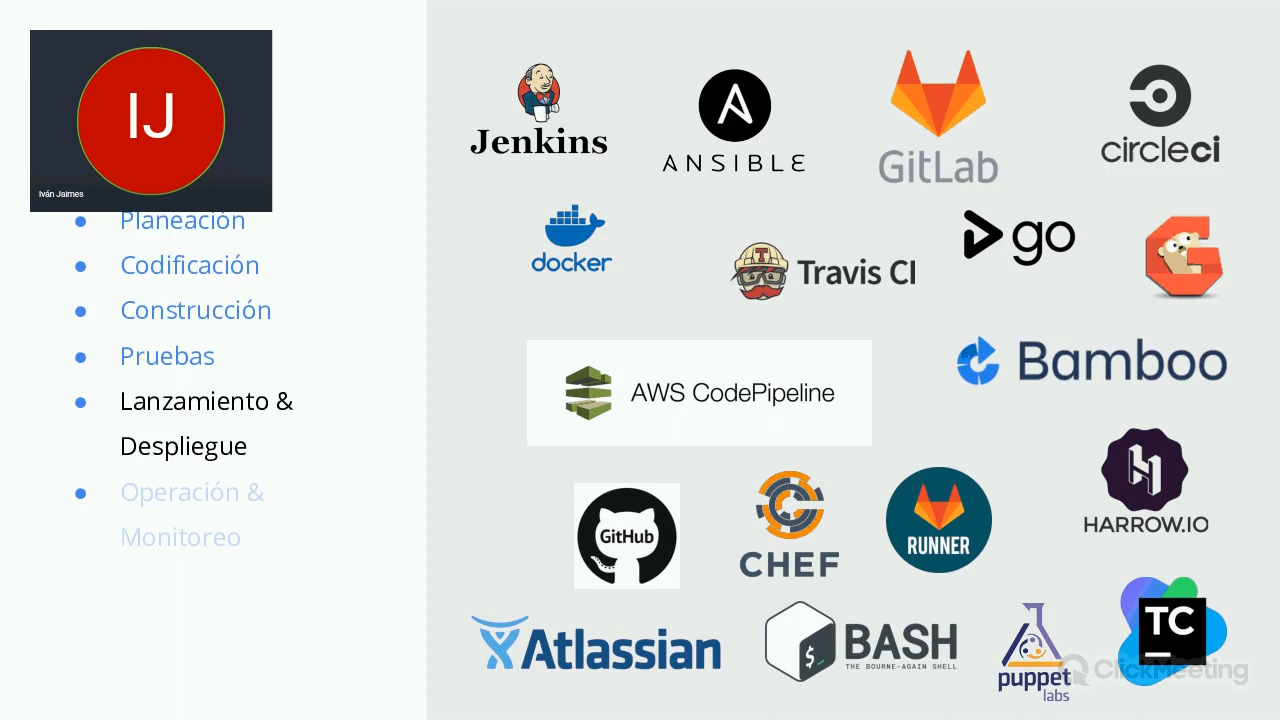 IJ
Iván Jaimes
Planeación
Codificación
Construcción
Pruebas
Lanzamiento &
Despliegue
Operación &
Monitoreo
Jenkins
ANSIBLE
GitLab
circleci
docker
T
Travis CI
go
AWS CodePipeline
Bamboo
GitHub
CHEF
RUNNER
HARROW.IO
Atlassian
$_
BASH
THE BOURNE-AGAIN SHELL
puppet
labs
TC
ClickMeeting